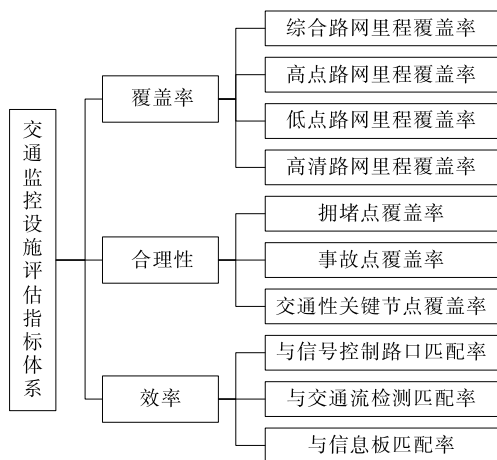 交通监控设施评估指标体系
覆盖率
综合路网里程覆盖率
高点路网里程覆盖率
低点路网里程覆盖率
高清路网里程覆盖率
合理性
拥堵点覆盖率
事故点覆盖率
交通性关键节点覆盖率
效率
与信号控制路口匹配率
与交通流检测匹配率
与信息板匹配率